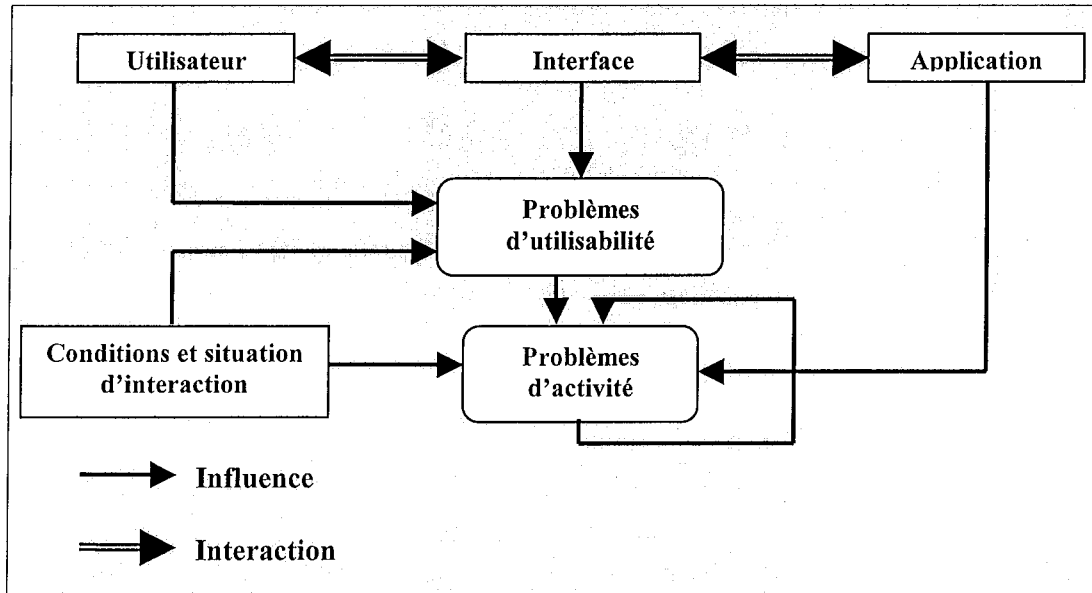 Utilisateur
Interface
Application
Problèmes
d’utilisabilité
Conditions et situation
d’interaction
Problèmes
d’activité
Influence
Interaction